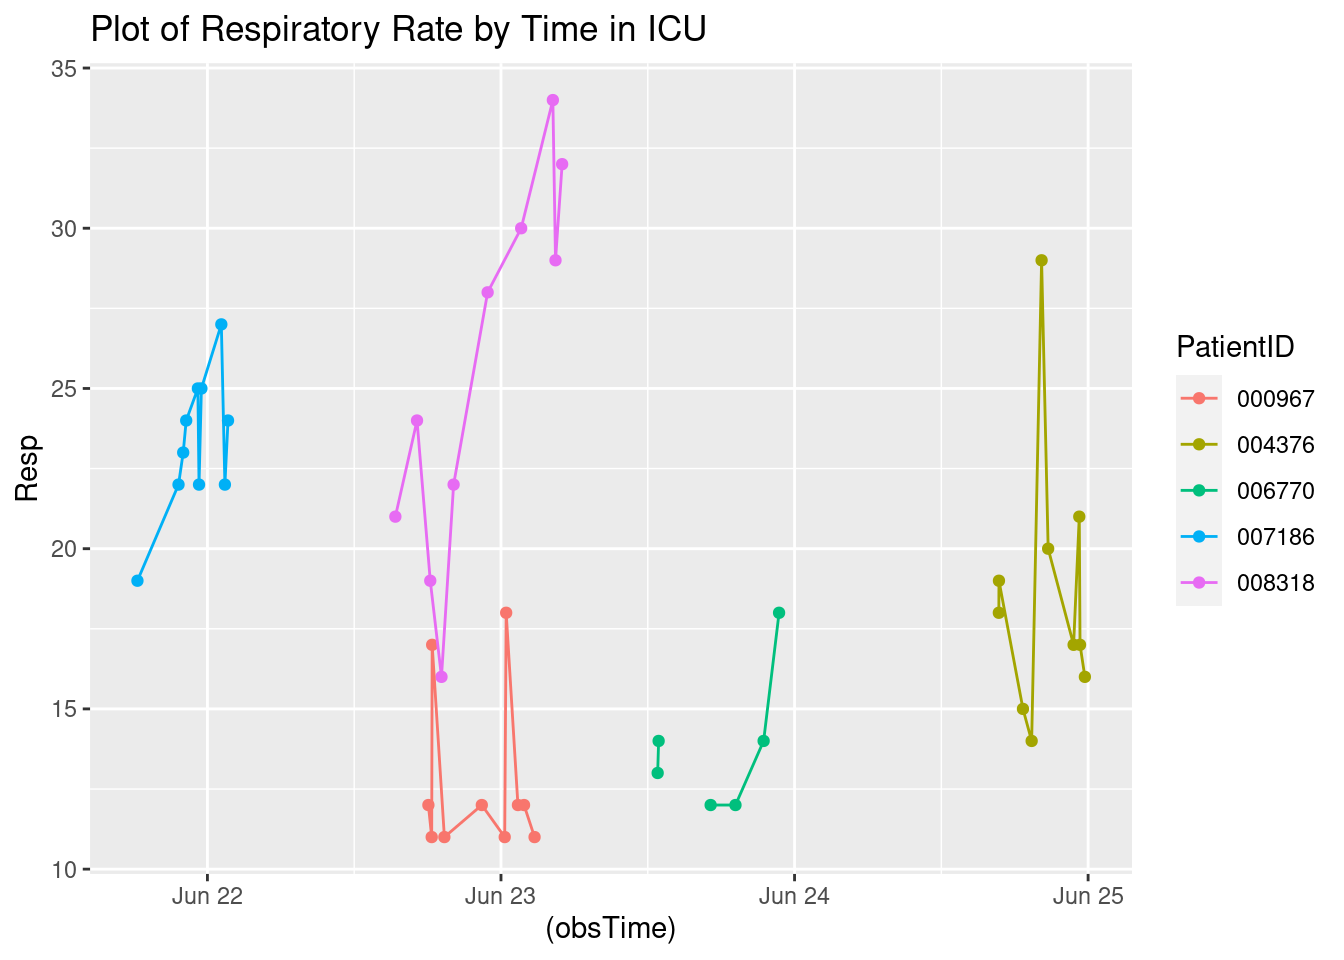 Plot of Respiratory Rate by Time in ICU
35
30
25
20
15
10
Resp
Jun 22
Jun 23
Jun 24
Jun 25
(obsTime)
PatientID
000967
004376
006770
007186
008318